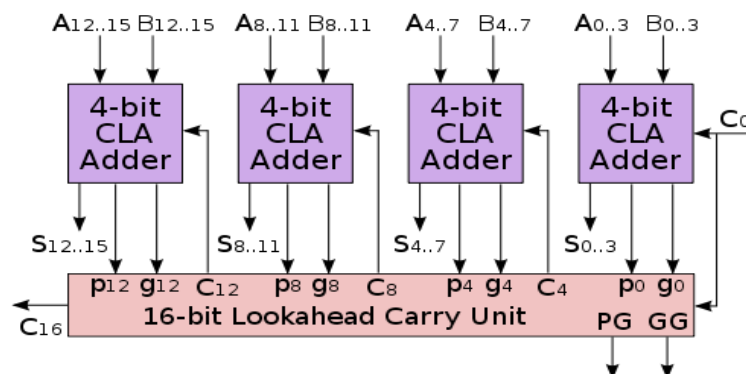 A12..15 B12..15 A8..11 B8..11 A4..7 B4..7 A0..3 B0..3
4-bit CLA Adder
4-bit CLA Adder
4-bit CLA Adder
4-bit CLA Adder
C0
S12..15 S8..11 S4..7 S0..3
p12 g12 C12 p8 g8 C8 p4 g4 C4 p0 g0
16-bit Lookahead Carry Unit PG GG
C16